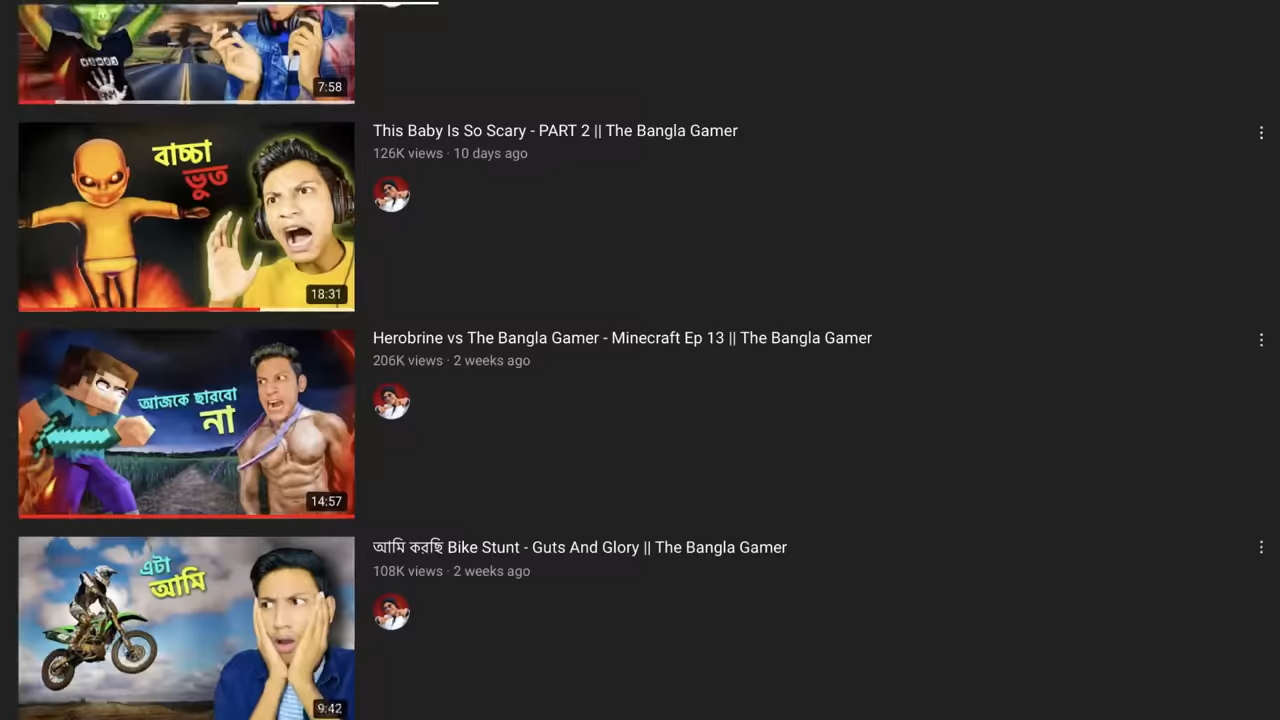 7:58
This Baby Is So Scary - PART 2 || The Bangla Gamer
126K views · 10 days ago
বাচ্চা
ভুত
18:31
Herobrine vs The Bangla Gamer - Minecraft Ep 13 || The Bangla Gamer
206K views · 2 weeks ago
আজকে ছারবো
না
14:57
আমি করছি Bike Stunt - Guts And Glory || The Bangla Gamer
108K views · 2 weeks ago
এটা
আমি
9:42